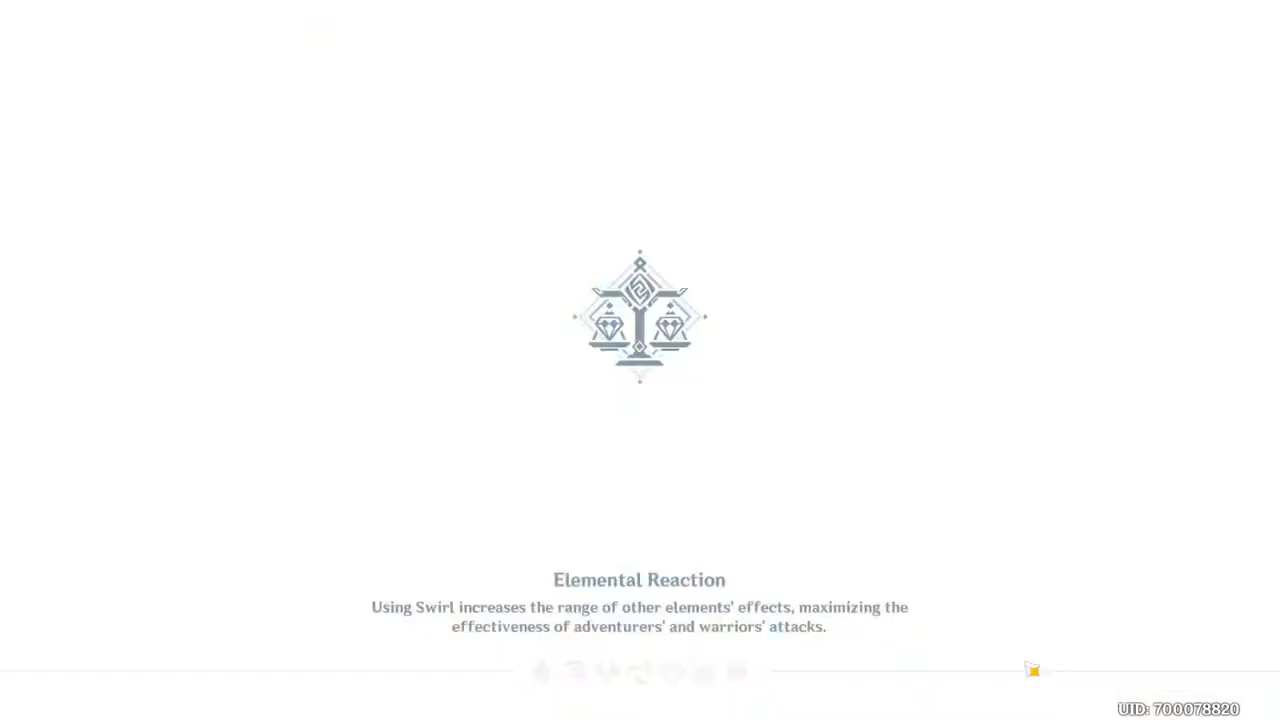 Elemental Reaction
Using Swirl increases the range of other elements' effects, maximizing the
effectiveness of adventurers' and warriors' attacks.
UID: 700078820